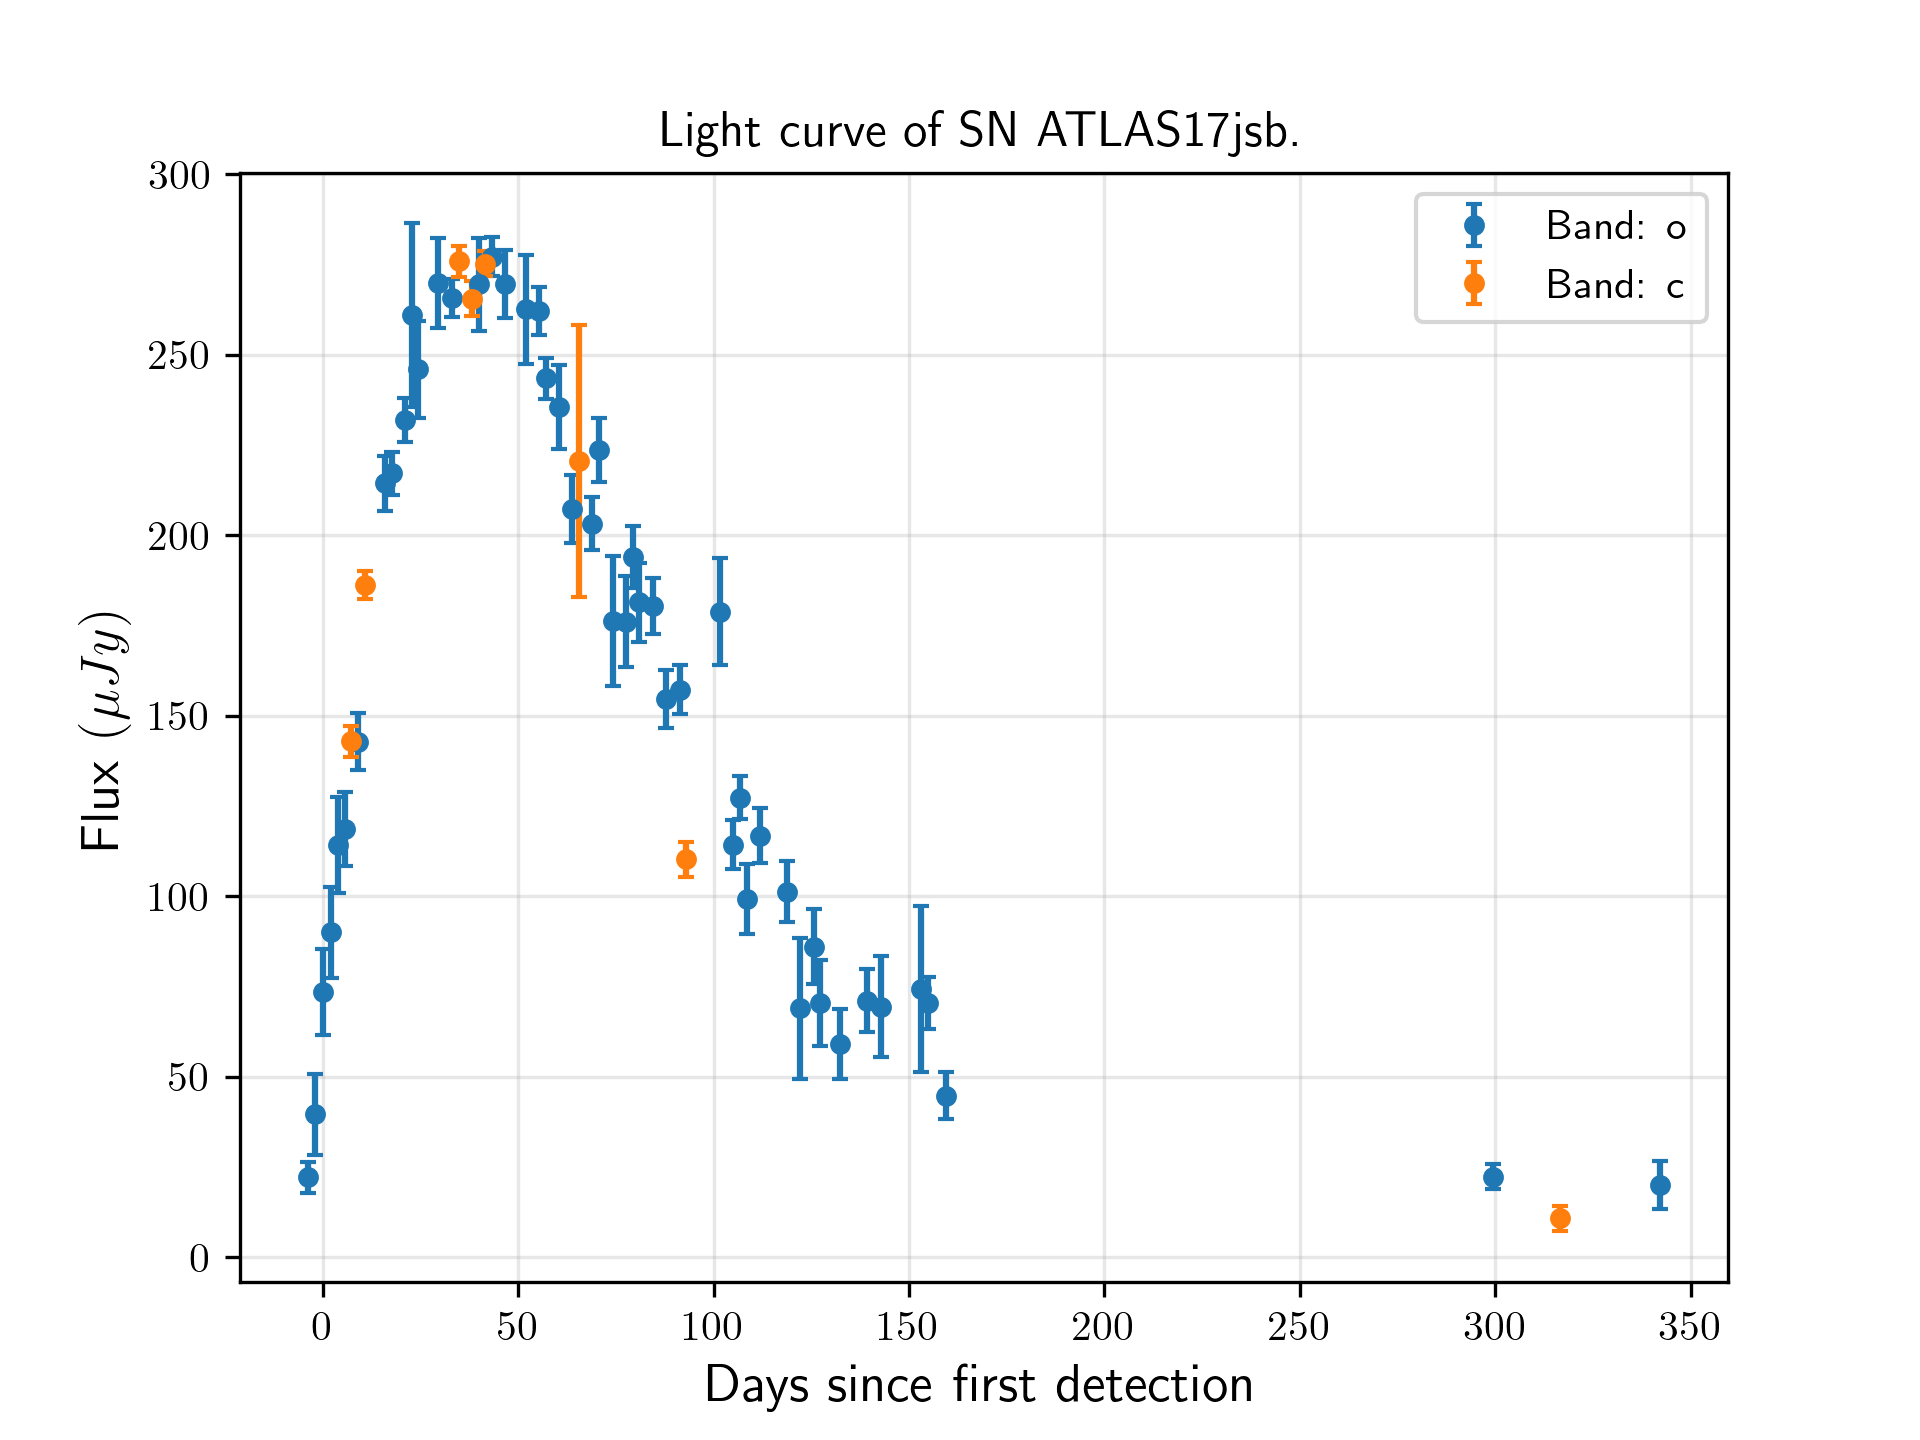 Light curve of SN ATLAS17jsb.
300
250
200
150
100
50
0
Flux (μJy)
Band: o
Band: c
0 50 100 150 200 250 300 350
Days since first detection